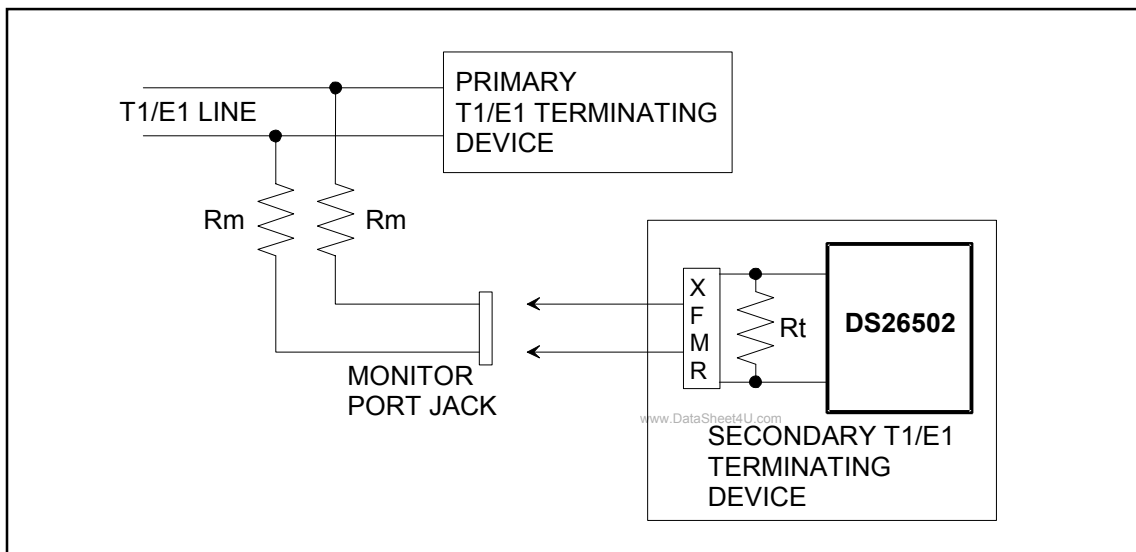 PRIMARY
T1/E1 TERMINATING
DEVICE
T1/E1 LINE
Rm
Rm
MONITOR
PORT JACK
X
F
M
R
Rt
DS26502
www.DataSheet4U.com
SECONDARY T1/E1
TERMINATING
DEVICE